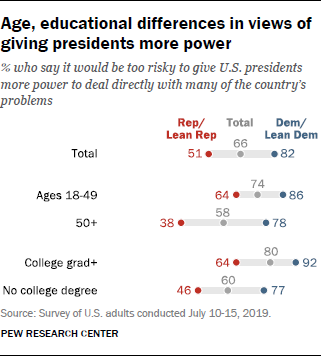 Age, educational differences in views of
giving presidents more power
% who say it would be too risky to give U.S. presidents
more power to deal directly with many of the country's
problems
Rep/ Lean Rep Total Dem/ Lean Dem
Total 51 66 82
Ages 18-49 64 74 86
50+ 38 58 78
College grad+ 64 80 92
No college degree 46 60 77
Source: Survey of U.S. adults conducted July 10-15, 2019.
PEW RESEARCH CENTER